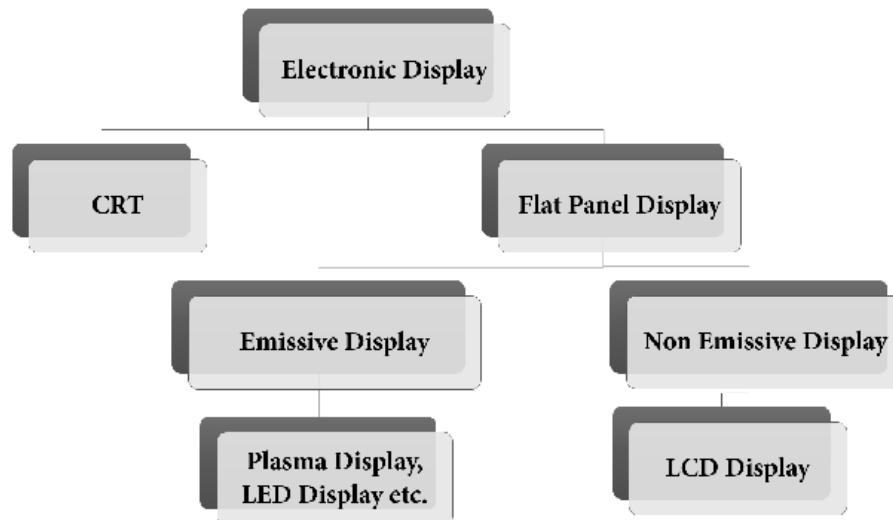 Electronic Display
CRT
Flat Panel Display
Emissive Display
Non Emissive Display
Plasma Display,
LED Display etc.
LCD Display